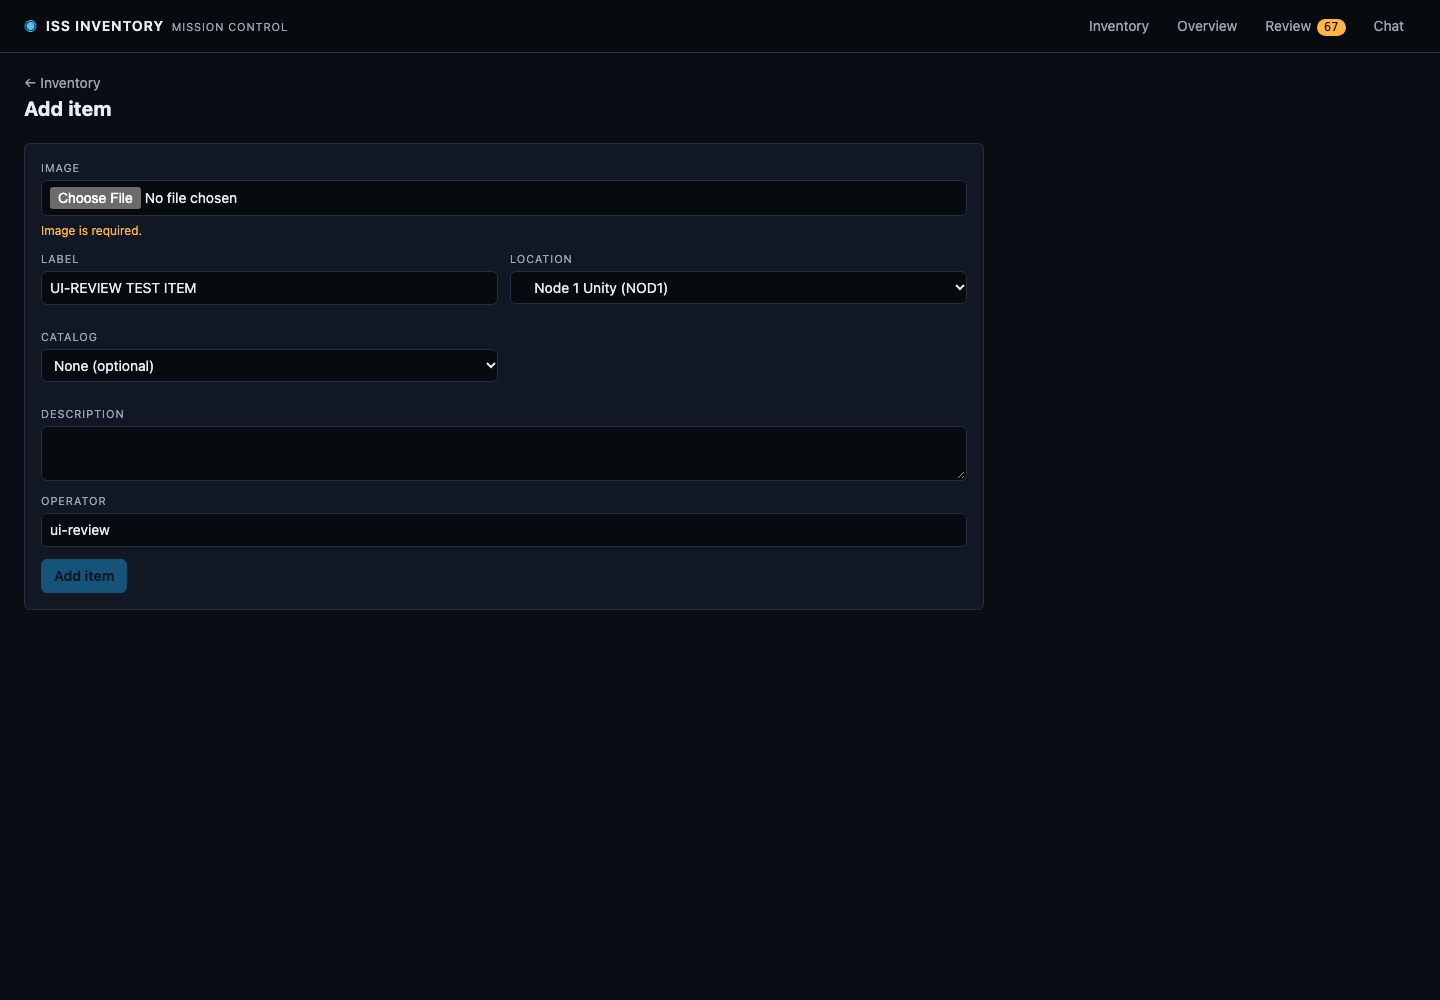 ISS INVENTORY MISSION CONTROL
Inventory Overview Review 67 Chat
← Inventory
Add item
IMAGE
Choose File No file chosen
Image is required.
LABEL LOCATION
UI-REVIEW TEST ITEM Node 1 Unity (NOD1)
CATALOG
None (optional)
DESCRIPTION
OPERATOR
ui-review
Add item